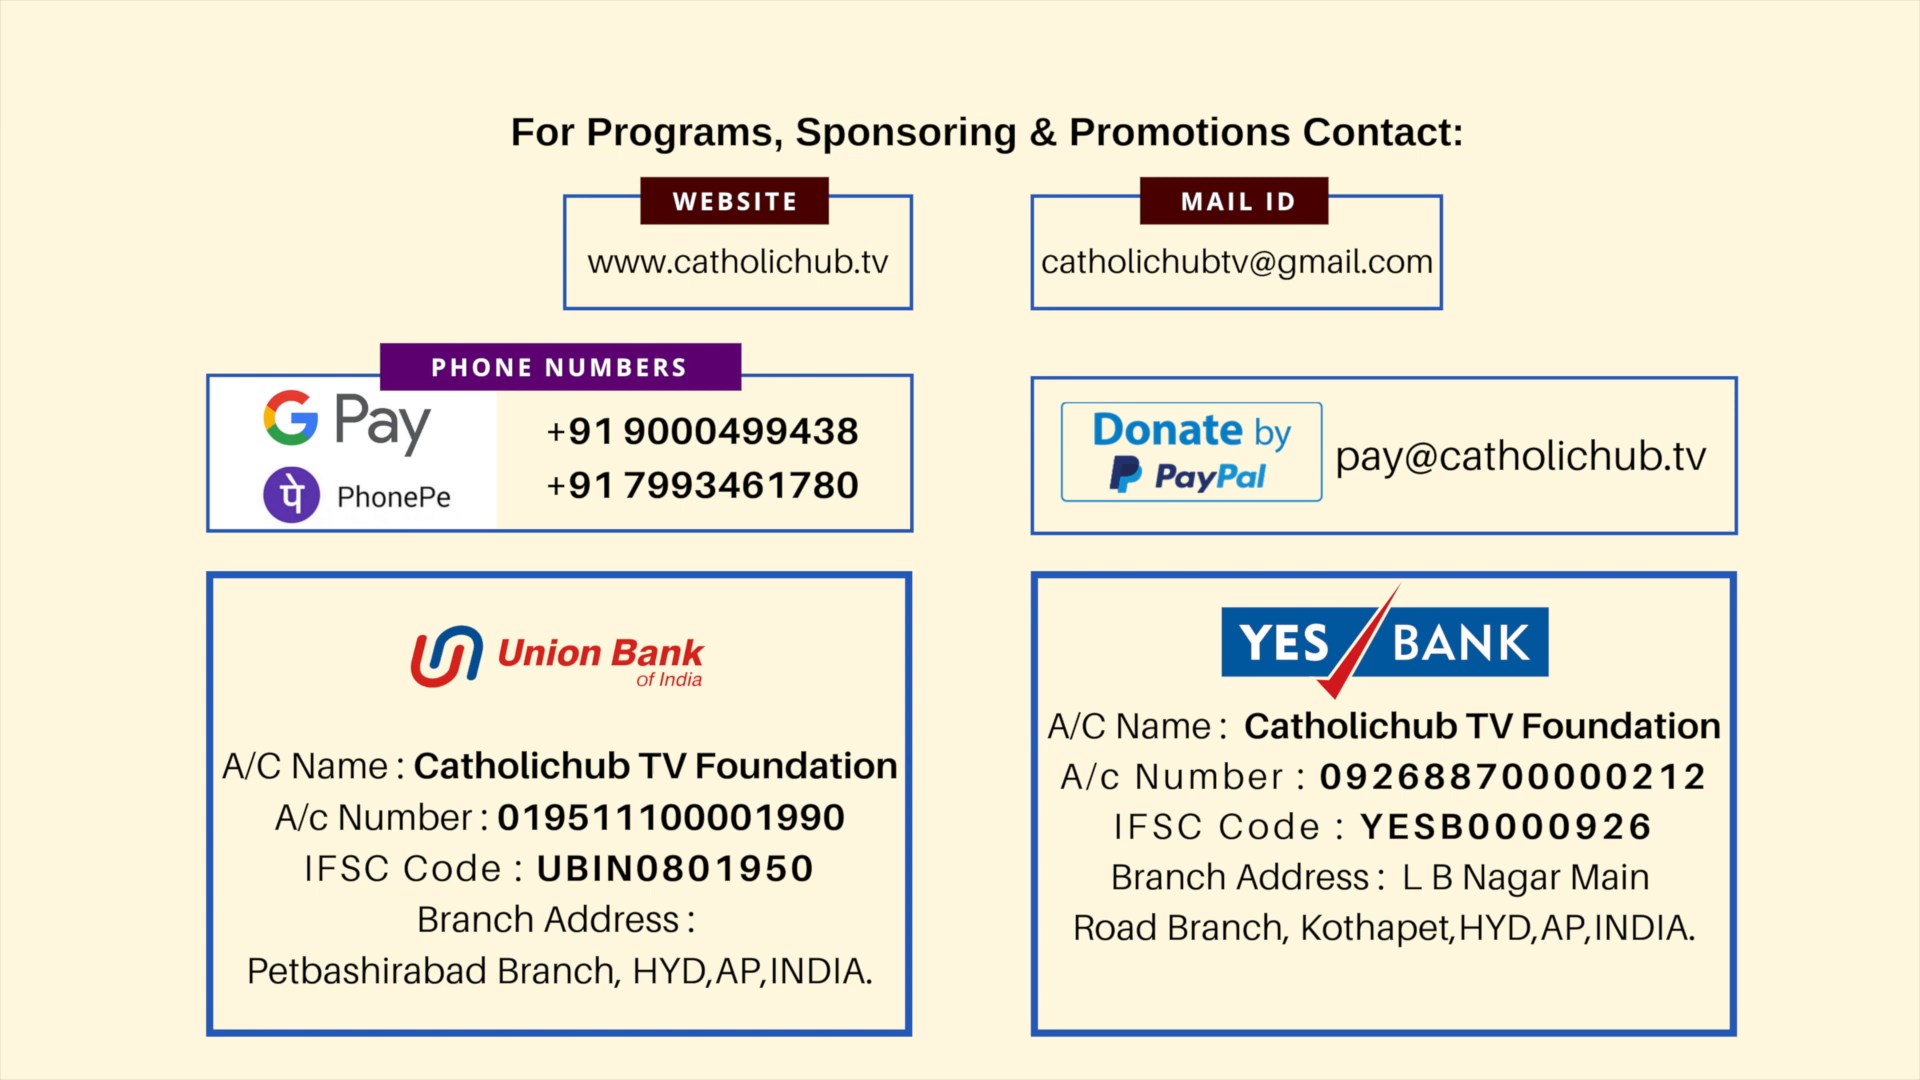 For Programs, Sponsoring & Promotions Contact:
WEBSITE
www.catholichub.tv
MAIL ID
catholichubtv@gmail.com
PHONE NUMBERS
G Pay
+91 9000499438
पे PhonePe
+91 7993461780
Donate by
PayPal
pay@catholichub.tv
Union Bank
of India
A/C Name : Catholichub TV Foundation
A/c Number : 019511100001990
IFSC Code : UBIN0801950
Branch Address :
Petbashirabad Branch, HYD,AP,INDIA.
YES BANK
A/C Name : Catholichub TV Foundation
A/c Number : 092688700000212
IFSC Code : YESB0000926
Branch Address : L B Nagar Main
Road Branch, Kothapet,HYD,AP,INDIA.